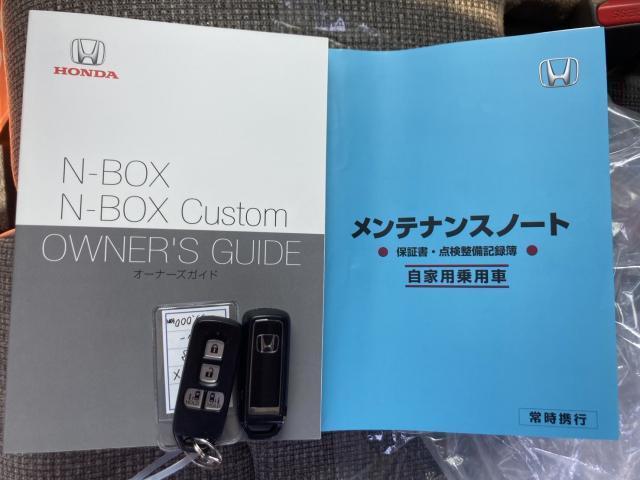 HONDA
N-BOX
N-BOX Custom
OWNER'S GUIDE
オーナーズガイド
メンテナンスノート
● 保証書・点検整備記録簿 ●
自家用乗用車
常時携行
HOLD
HOLD